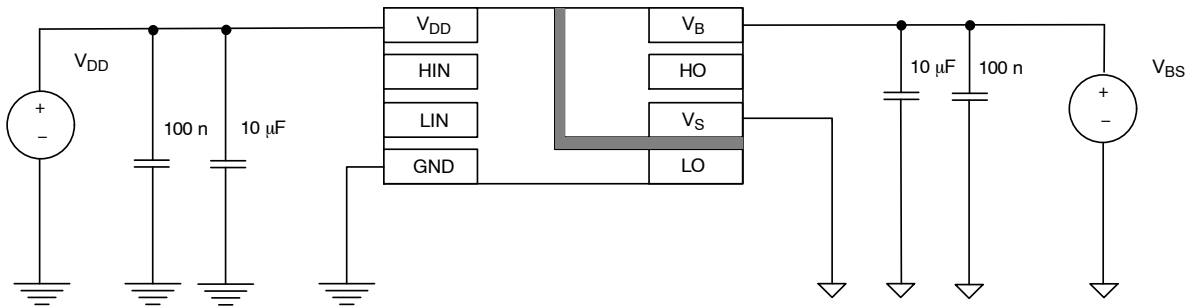 V_DD
+
−
100 n
10 μF
V_DD
HIN
LIN
GND
V_B
HO
V_S
LO
10 μF
100 n
+
−
V_BS